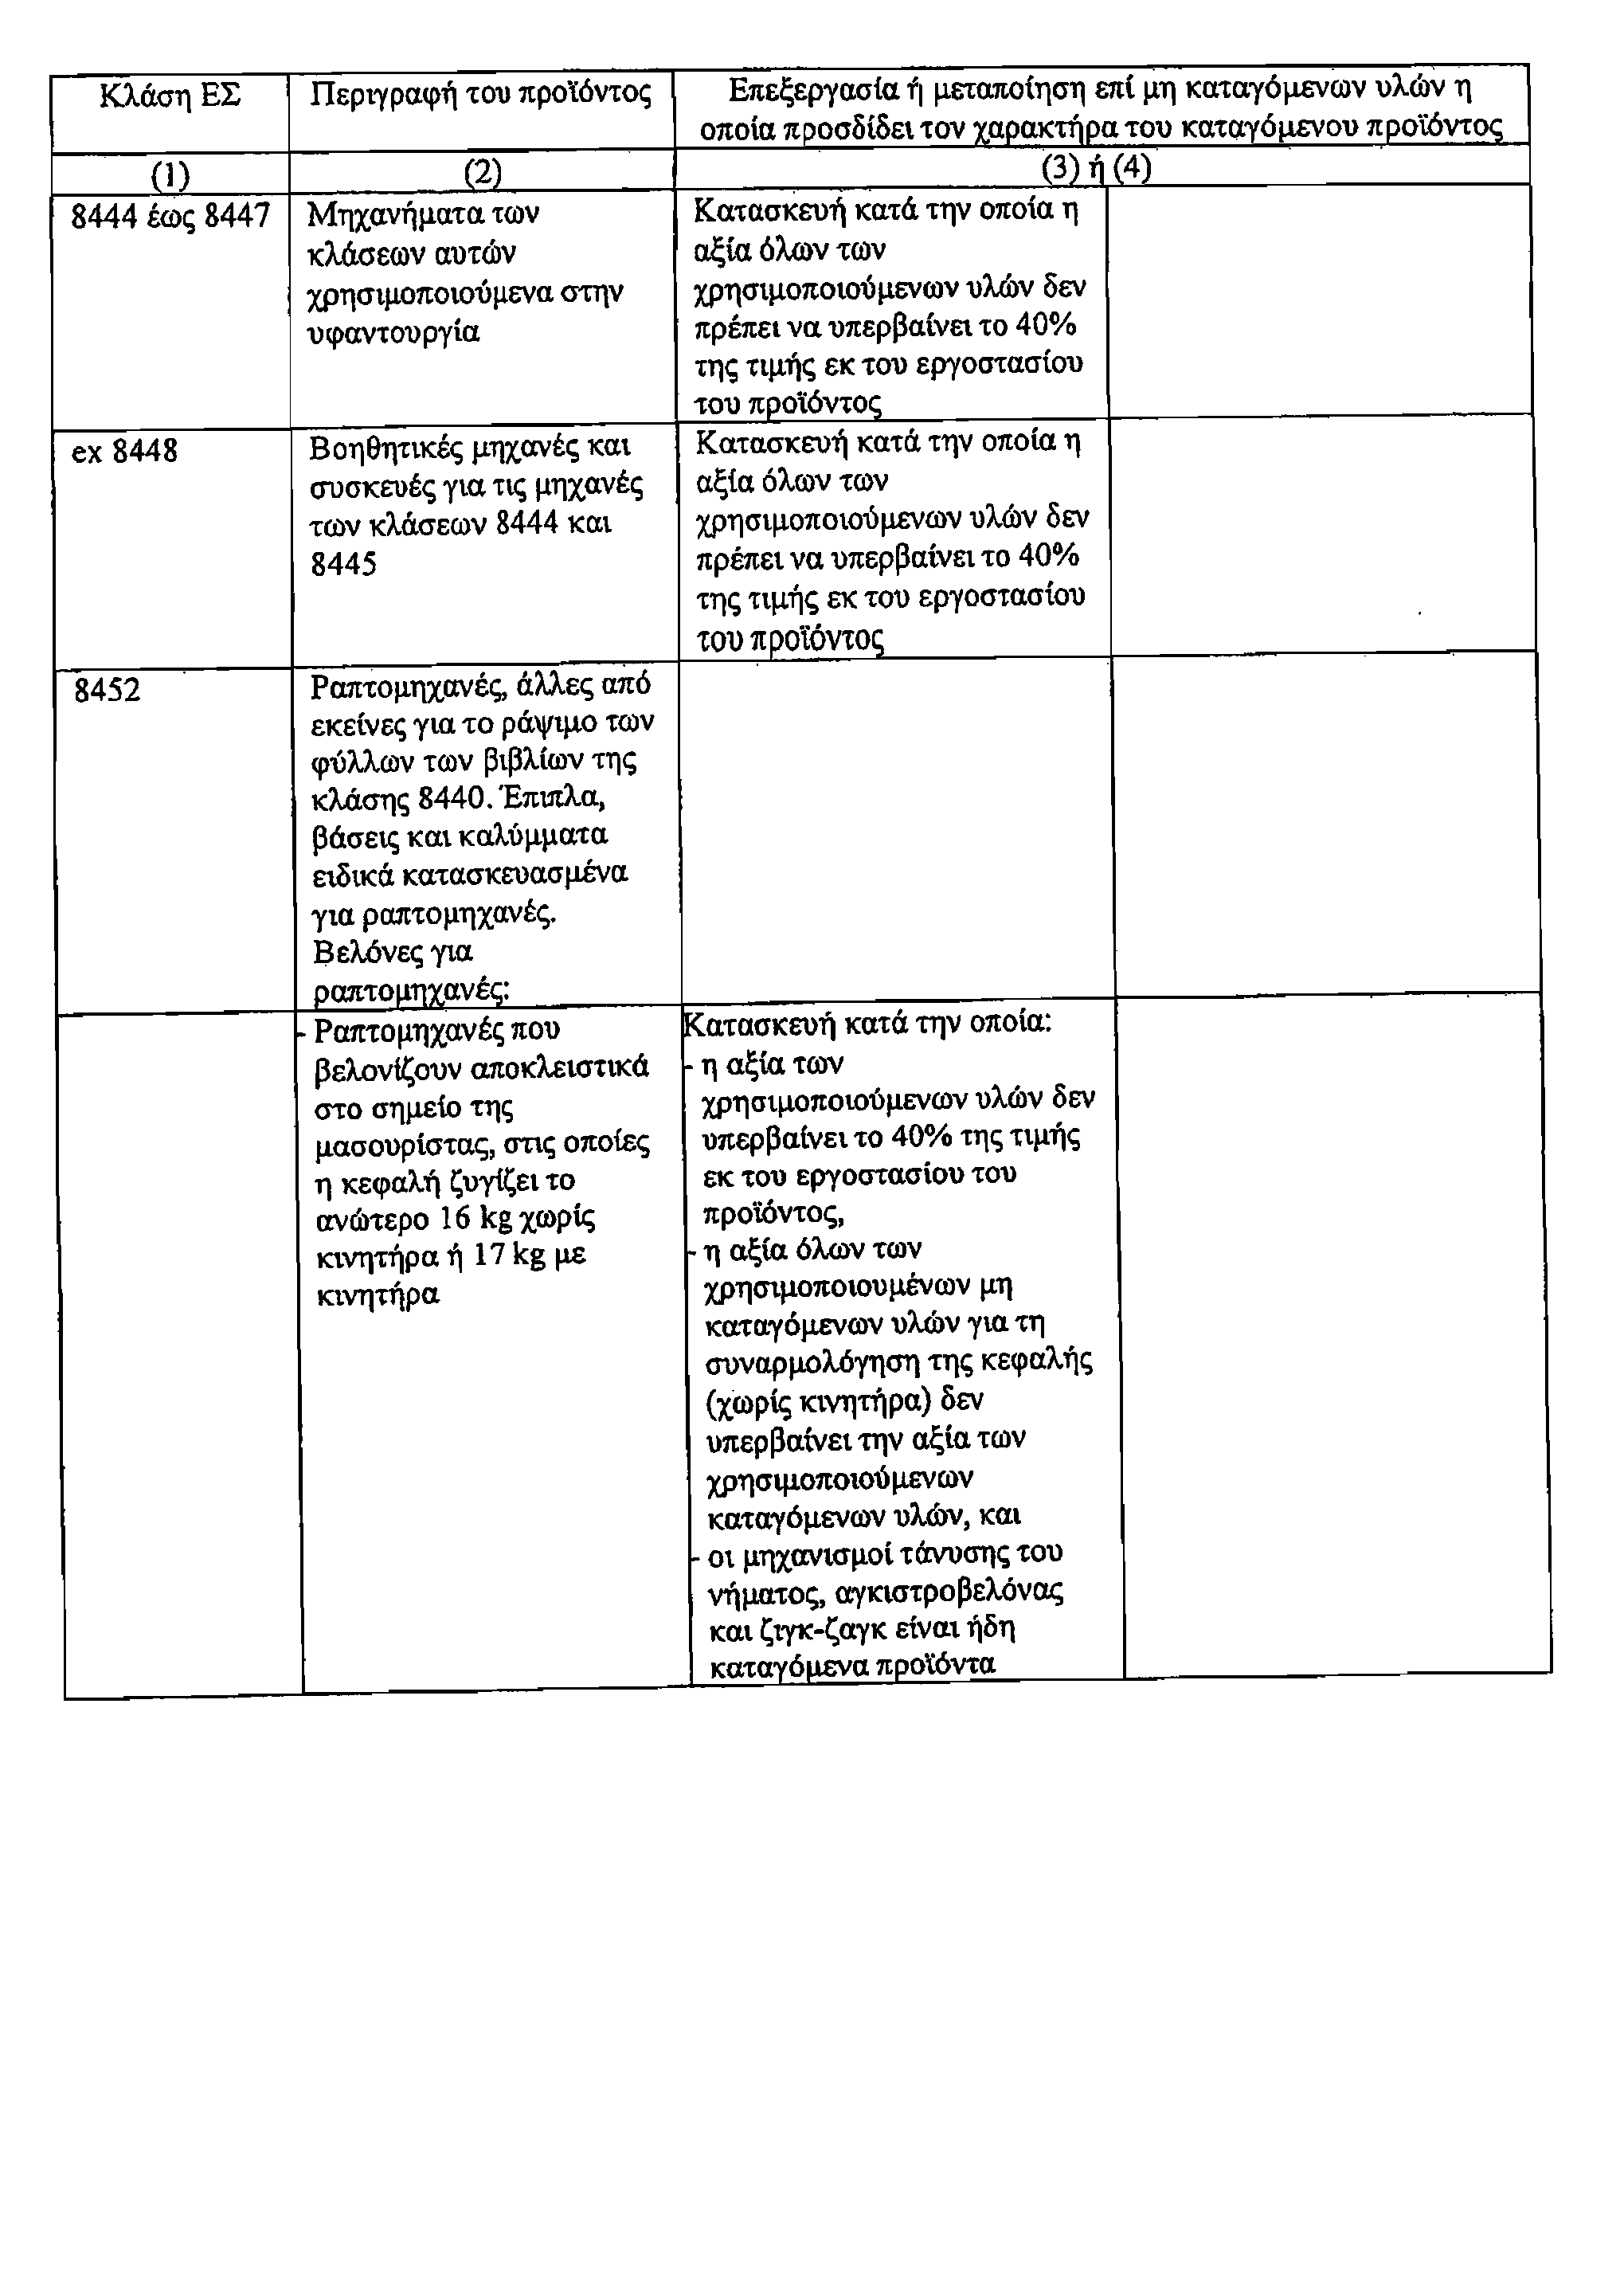 Κλάση ΕΣ
Περιγραφή του προϊόντος
Επεξεργασία ή μεταποίηση επί μη καταγόμενων υλών η
οποία προσδίδει τον χαρακτήρα του καταγόμενου προϊόντος
(1)
(2)
(3) ή (4)
8444 έως 8447
Μηχανήματα των
κλάσεων αυτών
χρησιμοποιούμενα στην
υφαντουργία
Κατασκευή κατά την οποία η
αξία όλων των
χρησιμοποιούμενων υλών δεν
πρέπει να υπερβαίνει το 40%
της τιμής εκ του εργοστασίου
του προϊόντος
ex 8448
Βοηθητικές μηχανές και
συσκευές για τις μηχανές
των κλάσεων 8444 και
8445
Κατασκευή κατά την οποία η
αξία όλων των
χρησιμοποιούμενων υλών δεν
πρέπει να υπερβαίνει το 40%
της τιμής εκ του εργοστασίου
του προϊόντος
8452
Ραπτομηχανές, άλλες από
εκείνες για το ράψιμο των
φύλλων των βιβλίων της
κλάσης 8440. Έπιπλα,
βάσεις και καλύμματα
ειδικά κατασκευασμένα
για ραπτομηχανές.
Βελόνες για
ραπτομηχανές:
- Ραπτομηχανές που
βελονίζουν αποκλειστικά
στο σημείο της
μασουρίστας, στις οποίες
η κεφαλή ζυγίζει το
ανώτερο 16 kg χωρίς
κινητήρα ή 17 kg με
κινητήρα
Κατασκευή κατά την οποία:
- η αξία των
χρησιμοποιούμενων υλών δεν
υπερβαίνει το 40% της τιμής
εκ του εργοστασίου του
προϊόντος,
- η αξία όλων των
χρησιμοποιουμένων μη
καταγόμενων υλών για τη
συναρμολόγηση της κεφαλής
(χωρίς κινητήρα) δεν
υπερβαίνει την αξία των
χρησιμοποιούμενων
καταγόμενων υλών, και
- οι μηχανισμοί τάνυσης του
νήματος, αγκιστροβελόνας
και ζιγκ-ζαγκ είναι ήδη
καταγόμενα προϊόντα